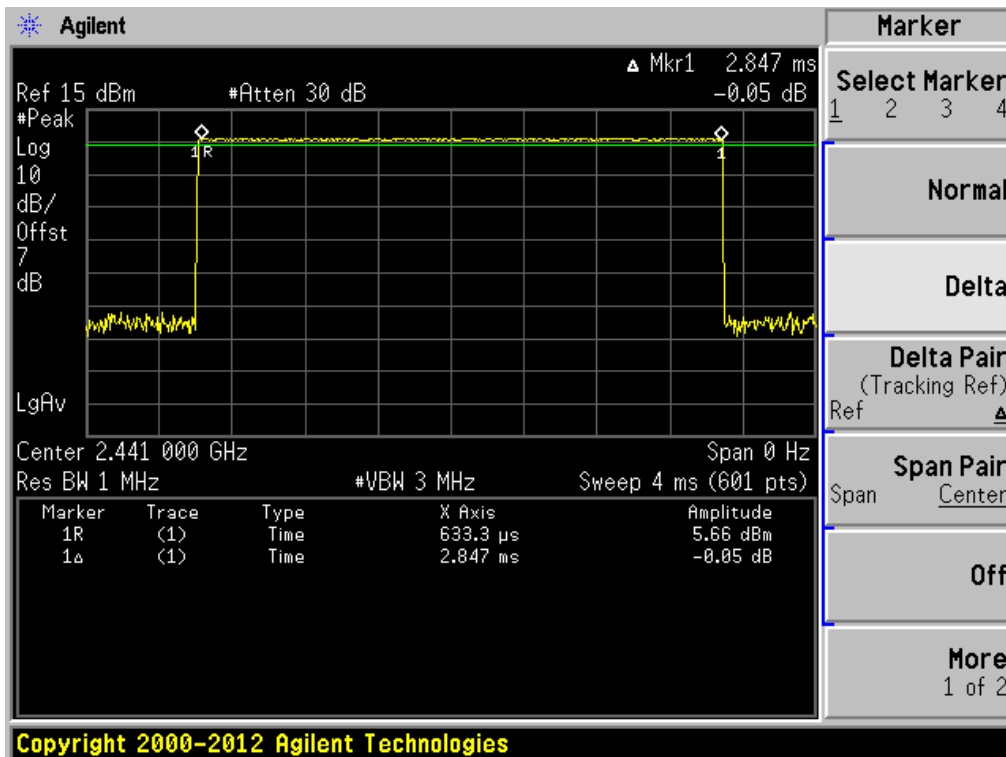 Agilent
Marker
Δ Mkr1 2.847 ms
Ref 15 dBm #Atten 30 dB -0.05 dB
#Peak
Log
10
dB/
Offst
7
dB
LgAv
1R
1
Center 2.441 000 GHz Span 0 Hz
Res BW 1 MHz #VBW 3 MHz Sweep 4 ms (601 pts)
Marker Trace Type X Axis Amplitude
1R (1) Time 633.3 µs 5.66 dBm
1Δ (1) Time 2.847 ms -0.05 dB
Select Marker
1 2 3 4
Normal
Delta
Delta Pair
(Tracking Ref)
Ref Δ
Span Pair
Span Center
Off
More
1 of 2
Copyright 2000-2012 Agilent Technologies